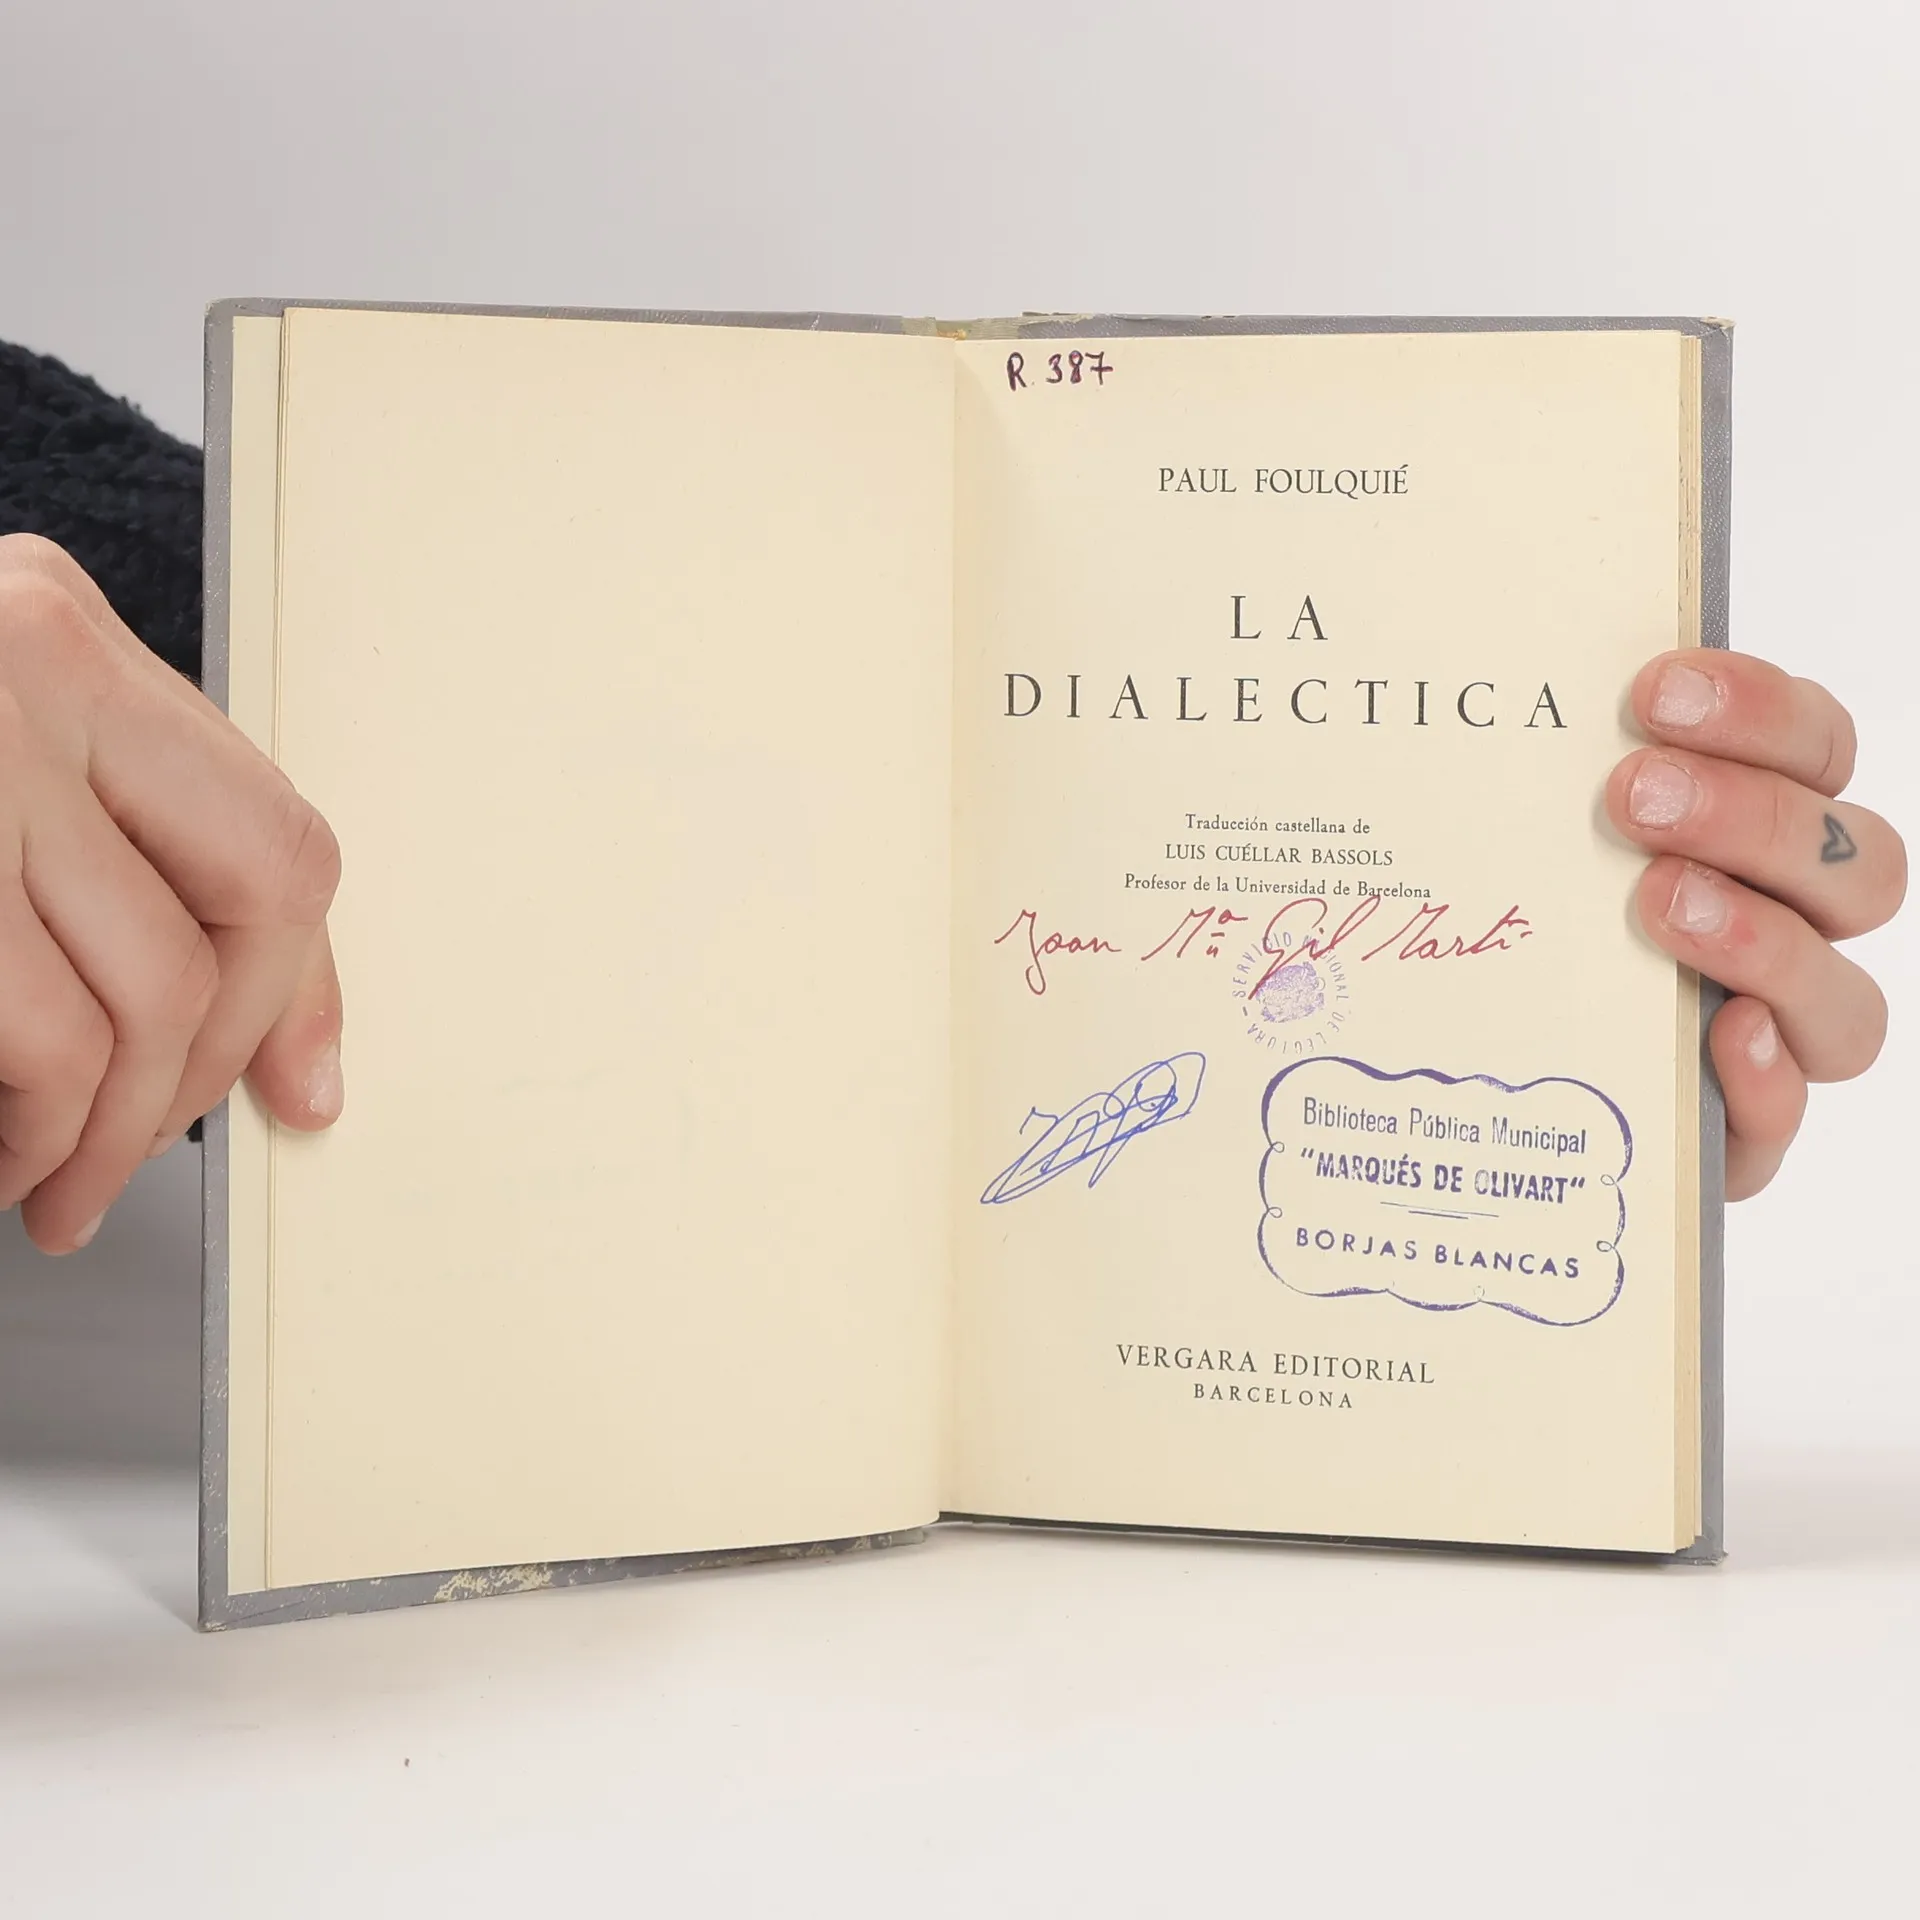 R. 387
PAUL FOULQUIÉ
LA
DIALECTICA
Traducción castellana de
LUIS CUÉLLAR BASSOLS
Profesor de la Universidad de Barcelona
Joan Mª Gil Martí
SERVICIO NACIONAL DE LECTURA
Biblioteca Pública Municipal
"MARQUÉS DE OLIVART"
BORJAS BLANCAS
VERGARA EDITORIAL
BARCELONA